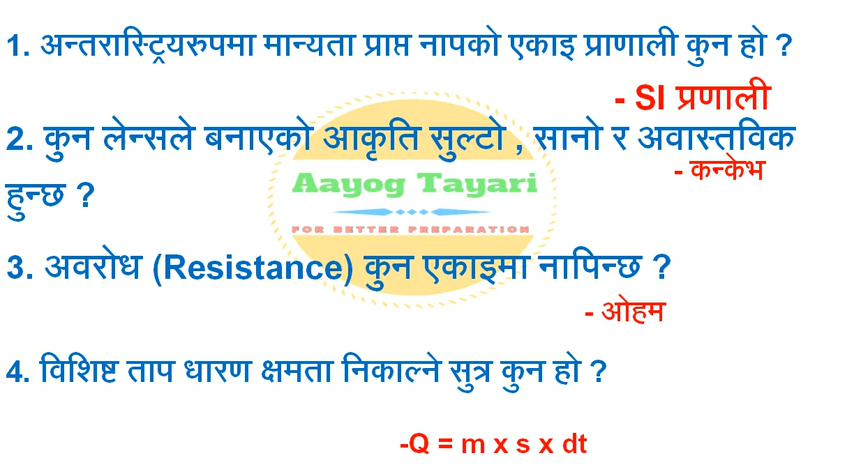 1. अन्तरास्ट्रियरुपमा मान्यता प्राप्त नापको एकाइ प्राणाली कुन हो ?
- SI प्रणाली
2. कुन लेन्सले बनाएको आकृति सुल्टो , सानो र अवास्तविक
- कन्केभ
हुन्छ ?
Aayog Tayari
FOR BETTER PREPARATION
3. अवरोध (Resistance) कुन एकाइमा नापिन्छ ?
- ओहम
4. विशिष्ट ताप धारण क्षमता निकाल्ने सुत्र कुन हो ?
-Q = m x s x dt